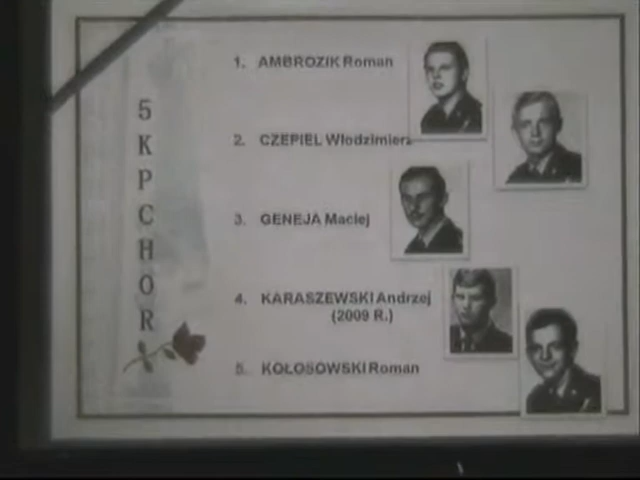 5
K
P
C
H
O
R
1. AMBROZIK Roman
2. CZEPIEL Włodzimierz
3. GENEJA Maciej
4. KARASZEWSKI Andrzej
(2009 R.)
5. KOŁOSOWSKI Roman